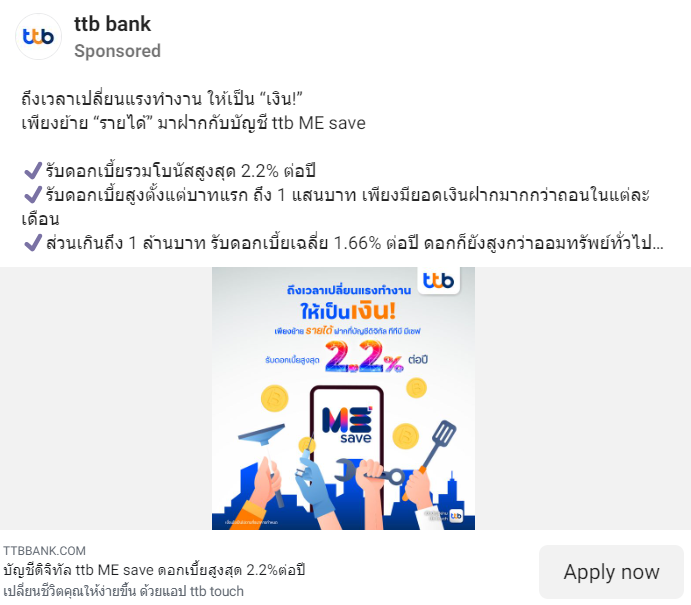 ttb
ttb bank
Sponsored
ถึงเวลาเปลี่ยนแรงทำงาน ให้เป็น “เงิน!”
เพียงย้าย “รายได้” มาฝากกับบัญชี ttb ME save
รับดอกเบี้ยรวมโบนัสสูงสุด 2.2% ต่อปี
รับดอกเบี้ยสูงตั้งแต่บาทแรก ถึง 1 แสนบาท เพียงมียอดเงินฝากมากกว่าถอนในแต่ละ
เดือน
ส่วนเกินถึง 1 ล้านบาท รับดอกเบี้ยเฉลี่ย 1.66% ต่อปี ดอกก็ยังสูงกว่าออมทรัพย์ทั่วไป...
ttb
ถึงเวลาเปลี่ยนแรงทำงาน
ให้เป็นเงิน!
เพียงย้าย รายได้ ฝากที่บัญชีดิจิทัล ทีทีบี มีเซฟ
รับดอกเบี้ยสูงสุด 2.2% ต่อปี
ME
save
ttb
TTBBANK.COM
บัญชีดิจิทัล ttb ME save ดอกเบี้ยสูงสุด 2.2%ต่อปี
เปลี่ยนชีวิตคุณให้ง่ายขึ้น ด้วยแอป ttb touch
Apply now